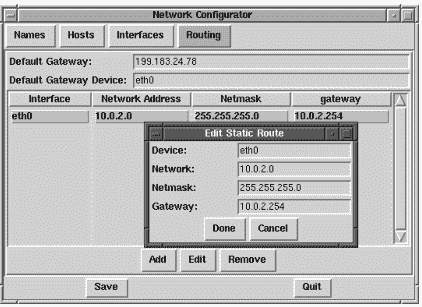 Network Configurator
Names Hosts Interfaces Routing
Default Gateway: 199.183.24.78
Default Gateway Device: eth0
Interface Network Address Netmask gateway
eth0 10.0.2.0 255.255.255.0 10.0.2.254
Edit Static Route
Device: eth0
Network: 10.0.2.0
Netmask: 255.255.255.0
Gateway: 10.0.2.254
Done Cancel
Add Edit Remove
Save Quit